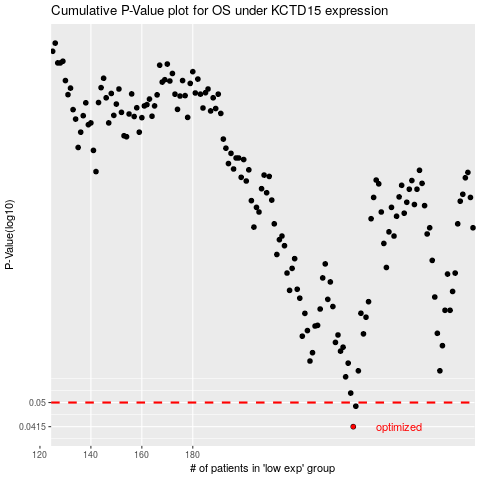 Cumulative P-Value plot for OS under KCTD15 expression
P-Value(log10)
0.05
0.0415
optimized
120 140 160 180
# of patients in 'low exp' group